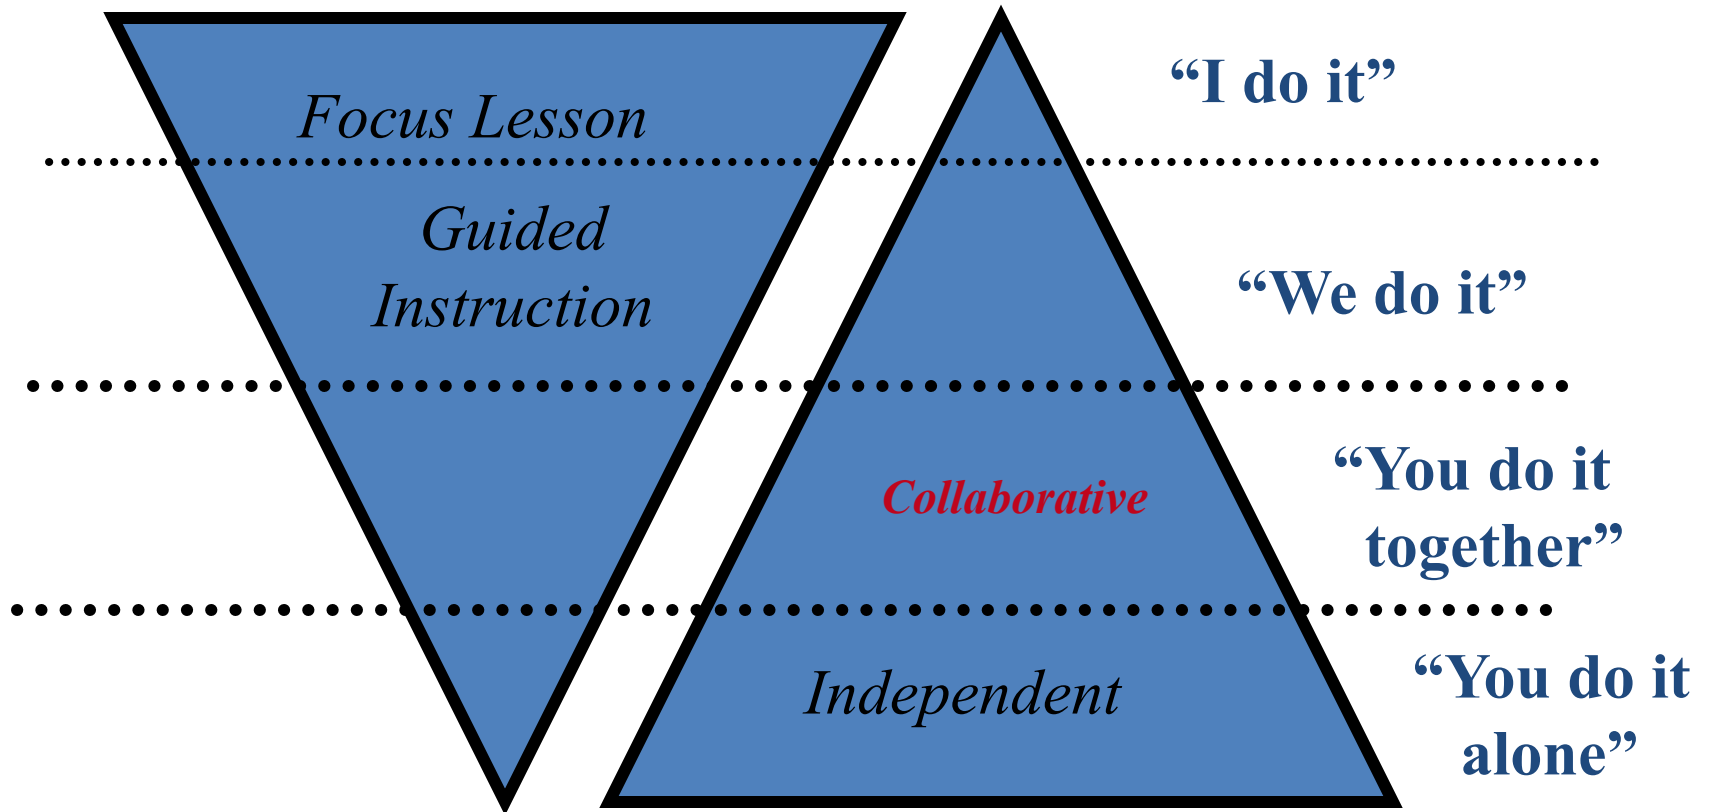 Focus Lesson
“I do it”
Guided
Instruction
“We do it”
Collaborative
“You do it
together”
Independent
“You do it
alone”